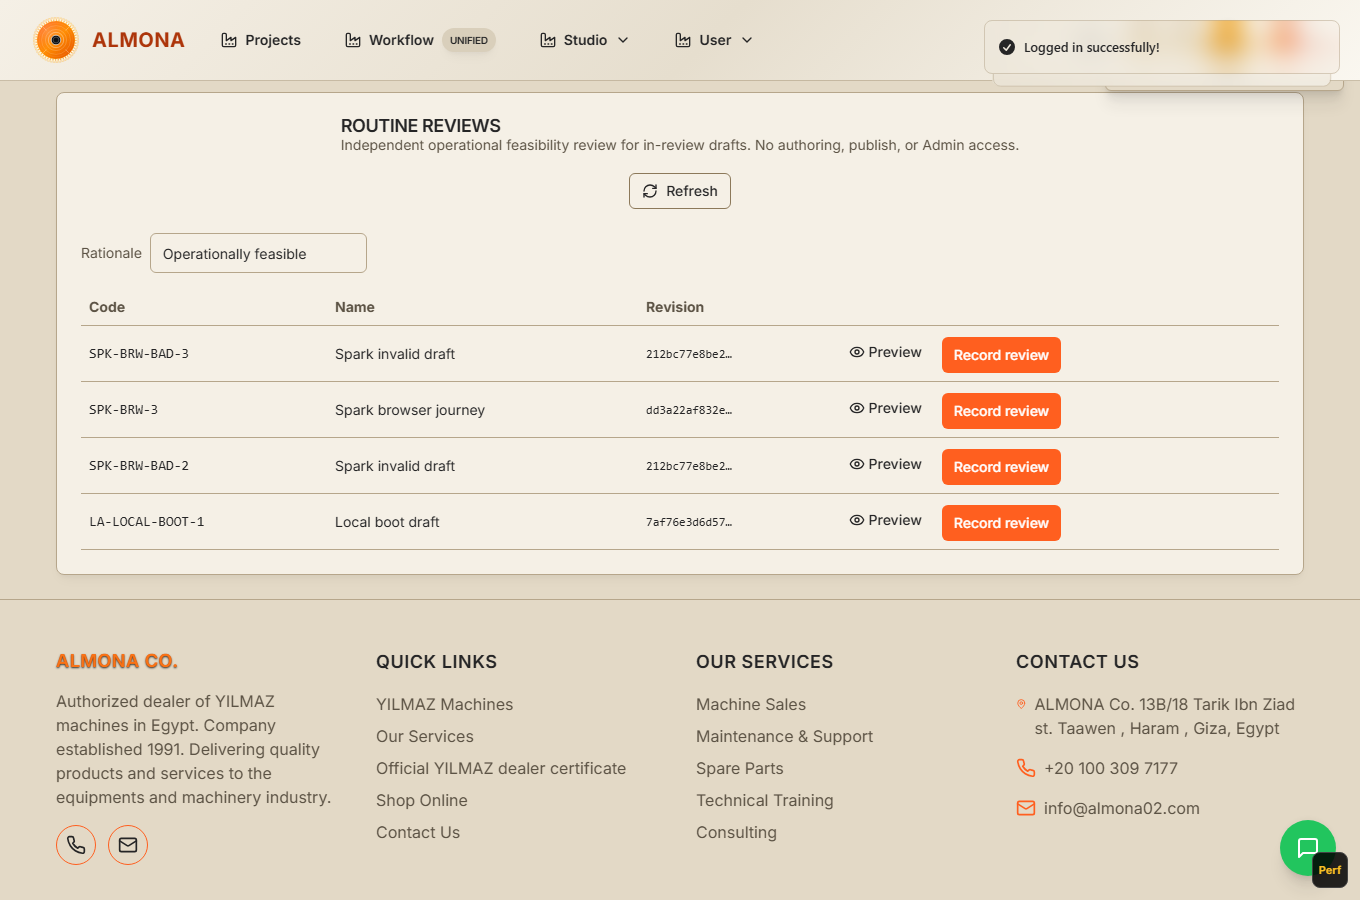 ALMONA
Projects
Workflow UNIFIED
Studio
User
Logged in successfully!
ROUTINE REVIEWS
Independent operational feasibility review for in-review drafts. No authoring, publish, or Admin access.
Refresh
Rationale Operationally feasible
Code Name Revision
SPK-BRW-BAD-3 Spark invalid draft 212bc77e8be2… Preview Record review
SPK-BRW-3 Spark browser journey dd3a22af832e… Preview Record review
SPK-BRW-BAD-2 Spark invalid draft 212bc77e8be2… Preview Record review
LA-LOCAL-BOOT-1 Local boot draft 7af76e3d6d57… Preview Record review
ALMONA CO.
Authorized dealer of YILMAZ
machines in Egypt. Company
established 1991. Delivering quality
products and services to the
equipments and machinery industry.
QUICK LINKS
YILMAZ Machines
Our Services
Official YILMAZ dealer certificate
Shop Online
Contact Us
OUR SERVICES
Machine Sales
Maintenance & Support
Spare Parts
Technical Training
Consulting
CONTACT US
ALMONA Co. 13B/18 Tarik Ibn Ziad
st. Taawen , Haram , Giza, Egypt
+20 100 309 7177
info@almona02.com
Perf